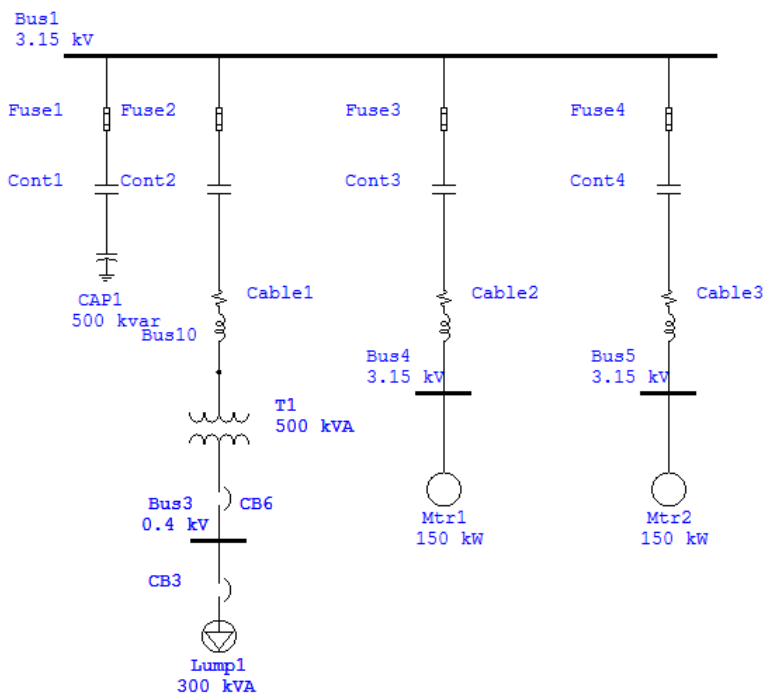 Bus1
3.15 kV
Fuse1
Fuse2
Fuse3
Fuse4
Cont1
Cont2
Cont3
Cont4
Cable1
Cable2
Cable3
CAP1
500 kvar
Bus10
Bus4
3.15 kV
Bus5
3.15 kV
T1
500 kVA
Bus3
0.4 kV
CB6
Mtr1
150 kW
Mtr2
150 kW
CB3
Lump1
300 kVA